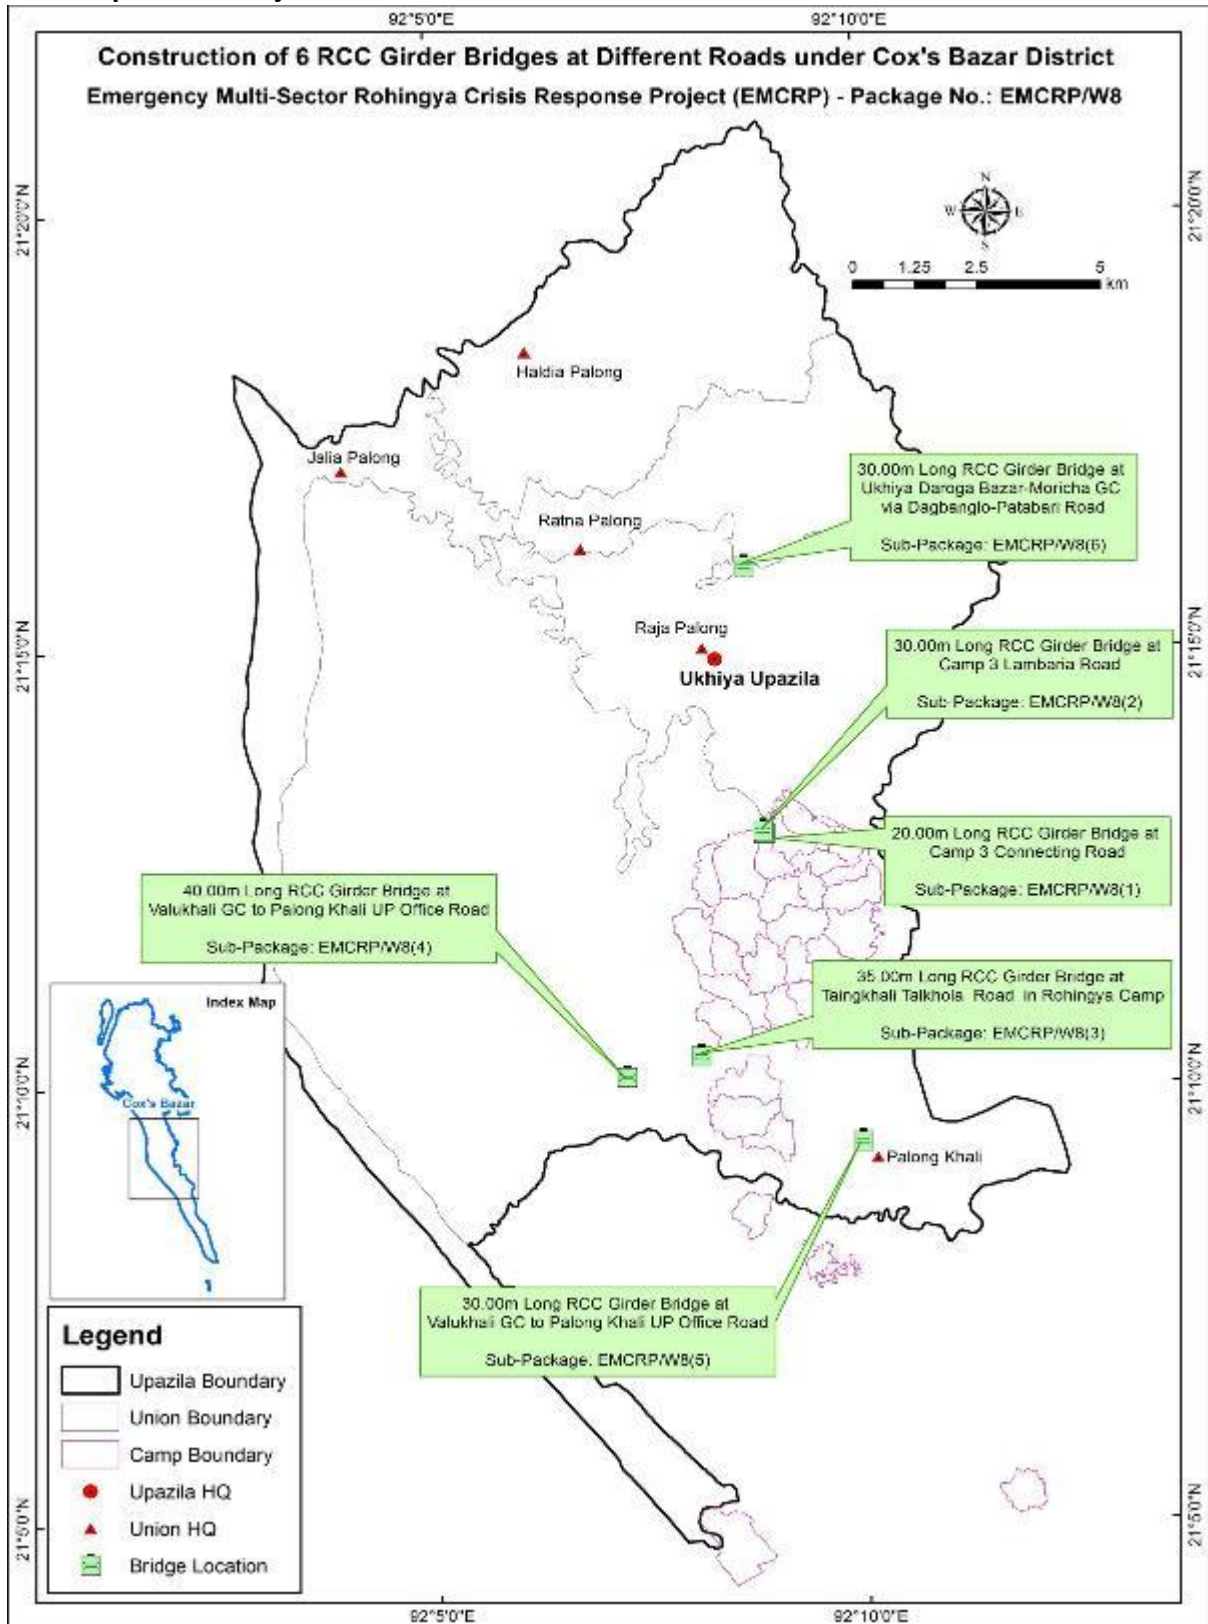 92°5'0"E
92°10'0"E
Construction of 6 RCC Girder Bridges at Different Roads under Cox's Bazar District
Emergency Multi-Sector Rohingya Crisis Response Project (EMCRP) - Package No.: EMCRP/W8
21°20'0"N
21°20'0"N
N
W
E
S
0 1.25 2.5 5
km
Haldia Palong
Jalia Palong
Ratna Palong
30.00m Long RCC Girder Bridge at
Ukhiya Daroga Bazar-Moricha GC
via Dagbanglo-Patabari Road
Sub-Package: EMCRP/W8(6)
Raja Palong
Ukhiya Upazila
21°15'0"N
21°15'0"N
30.00m Long RCC Girder Bridge at
Camp 3 Lambaria Road
Sub-Package: EMCRP/W8(2)
20.00m Long RCC Girder Bridge at
Camp 3 Connecting Road
Sub-Package: EMCRP/W8(1)
40.00m Long RCC Girder Bridge at
Valukhali GC to Palong Khali UP Office Road
Sub-Package: EMCRP/W8(4)
35.00m Long RCC Girder Bridge at
Taingkhali Talkhola Road in Rohingya Camp
Sub-Package: EMCRP/W8(3)
Index Map
Cox's Bazar
21°10'0"N
21°10'0"N
Palong Khali
30.00m Long RCC Girder Bridge at
Valukhali GC to Palong Khali UP Office Road
Sub-Package: EMCRP/W8(5)
Legend
Upazila Boundary
Union Boundary
Camp Boundary
Upazila HQ
Union HQ
Bridge Location
21°5'0"N
21°5'0"N
92°5'0"E
92°10'0"E